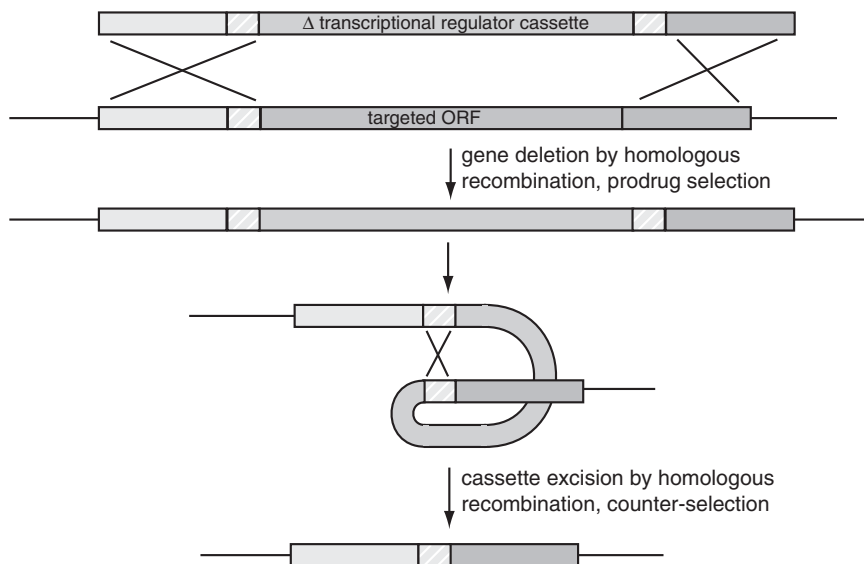 Δ transcriptional regulator cassette
targeted ORF
gene deletion by homologous
recombination, prodrug selection
cassette excision by homologous
recombination, counter-selection